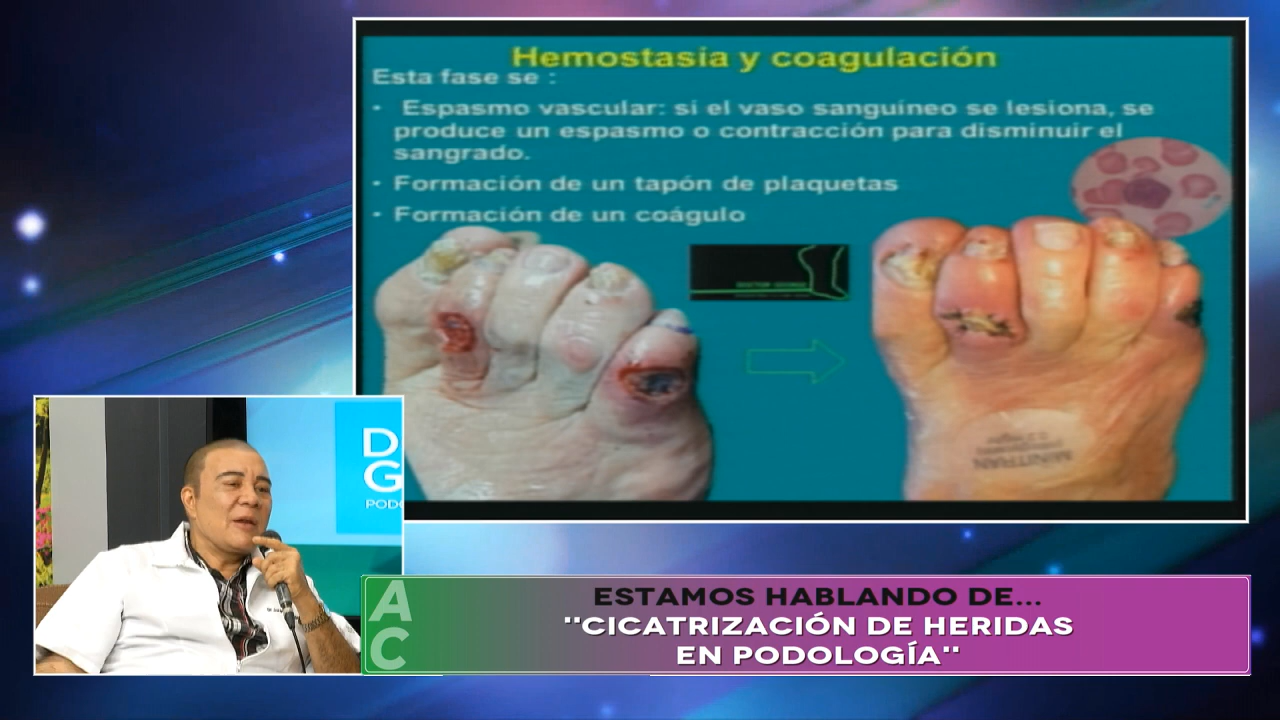 Hemostasia y coagulación
Esta fase se :
• Espasmo vascular: si el vaso sanguíneo se lesiona, se
produce un espasmo o contracción para disminuir el
sangrado.
• Formación de un tapón de plaquetas
• Formación de un coágulo
D
G
PODO
AC
ESTAMOS HABLANDO DE...
"CICATRIZACIÓN DE HERIDAS
EN PODOLOGÍA"